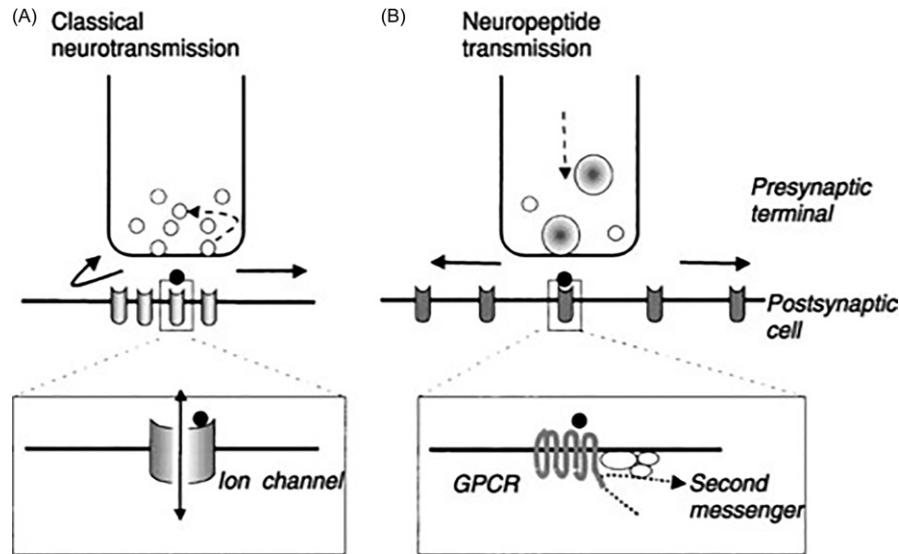 (A) Classical
neurotransmission
(B) Neuropeptide
transmission
Presynaptic
terminal
Postsynaptic
cell
Ion channel
GPCR
Second
messenger